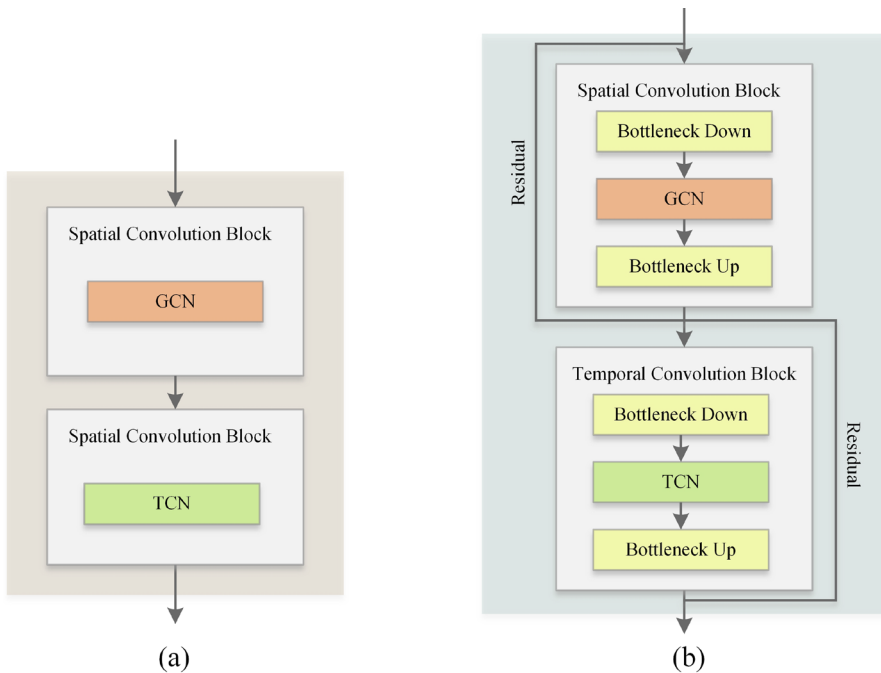 Spatial Convolution Block
GCN
Spatial Convolution Block
TCN
(a)
Residual
Spatial Convolution Block
Bottleneck Down
GCN
Bottleneck Up
Temporal Convolution Block
Bottleneck Down
TCN
Bottleneck Up
Residual
(b)